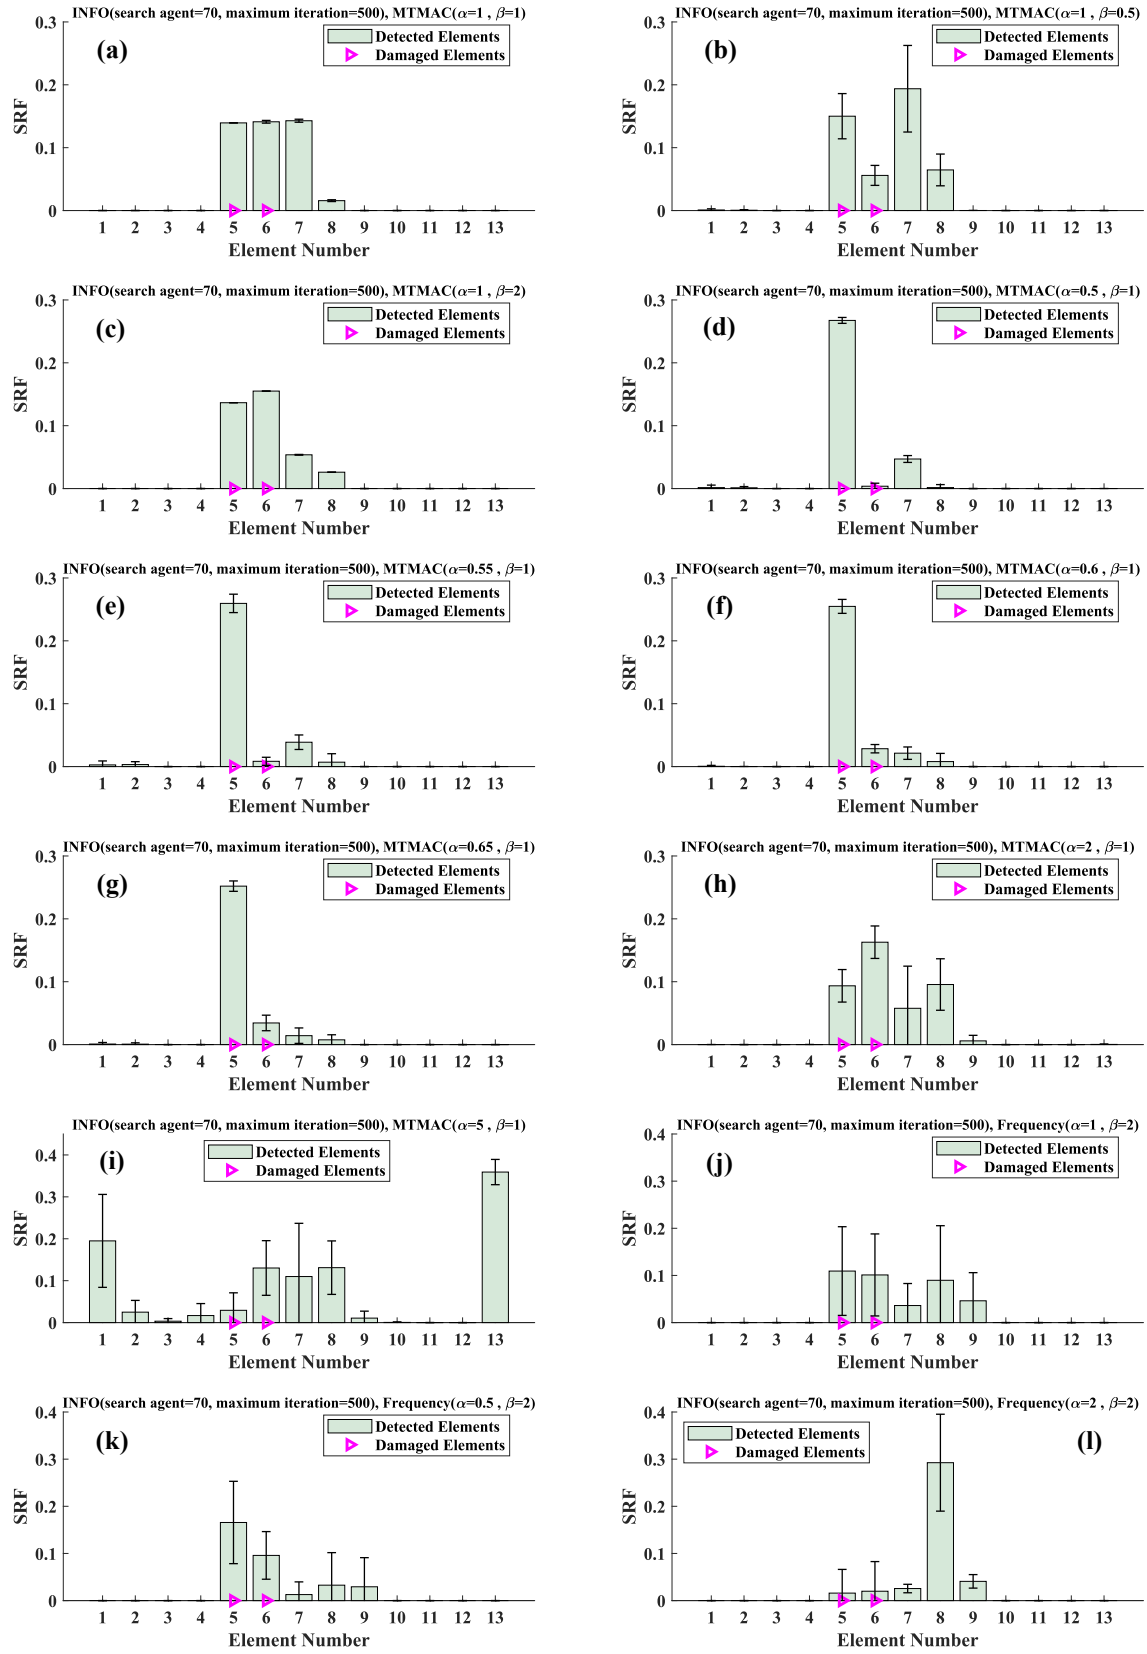 INFO(search agent=70, maximum iteration=500), MTMAC(α=1 , β=1)
(a)
Detected Elements
Damaged Elements
0.3
0.2
0.1
0
SRF
1 2 3 4 5 6 7 8 9 10 11 12 13
Element Number
INFO(search agent=70, maximum iteration=500), MTMAC(α=1 , β=0.5)
(b)
Detected Elements
Damaged Elements
0.3
0.2
0.1
0
SRF
1 2 3 4 5 6 7 8 9 10 11 12 13
Element Number
INFO(search agent=70, maximum iteration=500), MTMAC(α=1 , β=2)
(c)
Detected Elements
Damaged Elements
0.3
0.2
0.1
0
SRF
1 2 3 4 5 6 7 8 9 10 11 12 13
Element Number
INFO(search agent=70, maximum iteration=500), MTMAC(α=0.5 , β=1)
(d)
Detected Elements
Damaged Elements
0.3
0.2
0.1
0
SRF
1 2 3 4 5 6 7 8 9 10 11 12 13
Element Number
INFO(search agent=70, maximum iteration=500), MTMAC(α=0.55 , β=1)
(e)
Detected Elements
Damaged Elements
0.3
0.2
0.1
0
SRF
1 2 3 4 5 6 7 8 9 10 11 12 13
Element Number
INFO(search agent=70, maximum iteration=500), MTMAC(α=0.6 , β=1)
(f)
Detected Elements
Damaged Elements
0.3
0.2
0.1
0
SRF
1 2 3 4 5 6 7 8 9 10 11 12 13
Element Number
INFO(search agent=70, maximum iteration=500), MTMAC(α=0.65 , β=1)
(g)
Detected Elements
Damaged Elements
0.3
0.2
0.1
0
SRF
1 2 3 4 5 6 7 8 9 10 11 12 13
Element Number
INFO(search agent=70, maximum iteration=500), MTMAC(α=2 , β=1)
(h)
Detected Elements
Damaged Elements
0.3
0.2
0.1
0
SRF
1 2 3 4 5 6 7 8 9 10 11 12 13
Element Number
INFO(search agent=70, maximum iteration=500), MTMAC(α=5 , β=1)
(i)
Detected Elements
Damaged Elements
0.4
0.3
0.2
0.1
0
SRF
1 2 3 4 5 6 7 8 9 10 11 12 13
Element Number
INFO(search agent=70, maximum iteration=500), Frequency(α=1 , β=2)
(j)
Detected Elements
Damaged Elements
0.4
0.3
0.2
0.1
0
SRF
1 2 3 4 5 6 7 8 9 10 11 12 13
Element Number
INFO(search agent=70, maximum iteration=500), Frequency(α=0.5 , β=2)
(k)
Detected Elements
Damaged Elements
0.4
0.3
0.2
0.1
0
SRF
1 2 3 4 5 6 7 8 9 10 11 12 13
Element Number
INFO(search agent=70, maximum iteration=500), Frequency(α=2 , β=2)
(l)
Detected Elements
Damaged Elements
0.4
0.3
0.2
0.1
0
SRF
1 2 3 4 5 6 7 8 9 10 11 12 13
Element Number